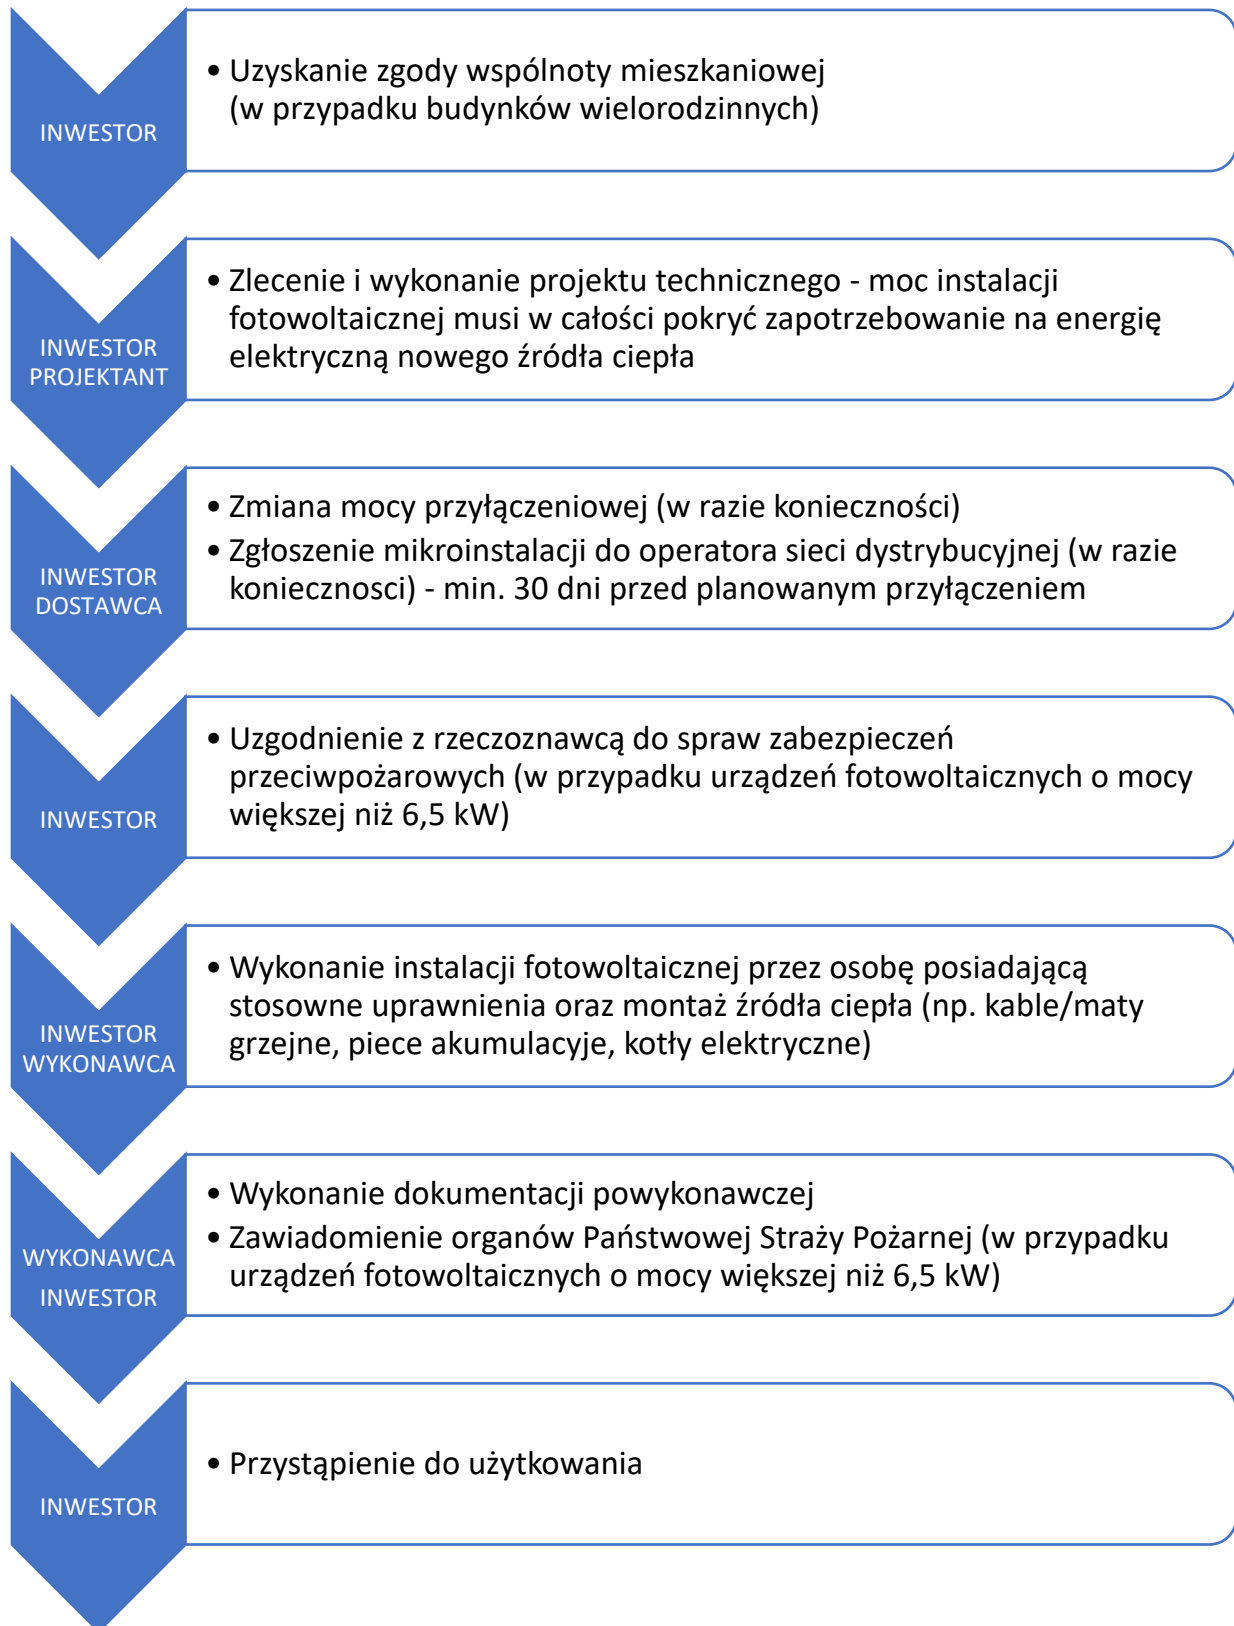 INWESTOR
• Uzyskanie zgody wspólnoty mieszkaniowej
(w przypadku budynków wielorodzinnych)
INWESTOR
PROJEKTANT
• Zlecenie i wykonanie projektu technicznego - moc instalacji
fotowoltaicznej musi w całości pokryć zapotrzebowanie na energię
elektryczną nowego źródła ciepła
INWESTOR
DOSTAWCA
• Zmiana mocy przyłączeniowej (w razie konieczności)
• Zgłoszenie mikroinstalacji do operatora sieci dystrybucyjnej (w razie
koniecznosci) - min. 30 dni przed planowanym przyłączeniem
INWESTOR
• Uzgodnienie z rzeczoznawcą do spraw zabezpieczeń
przeciwpożarowych (w przypadku urządzeń fotowoltaicznych o mocy
większej niż 6,5 kW)
INWESTOR
WYKONAWCA
• Wykonanie instalacji fotowoltaicznej przez osobę posiadającą
stosowne uprawnienia oraz montaż źródła ciepła (np. kable/maty
grzejne, piece akumulacyje, kotły elektryczne)
WYKONAWCA
INWESTOR
• Wykonanie dokumentacji powykonawczej
• Zawiadomienie organów Państwowej Straży Pożarnej (w przypadku
urządzeń fotowoltaicznych o mocy większej niż 6,5 kW)
INWESTOR
• Przystąpienie do użytkowania